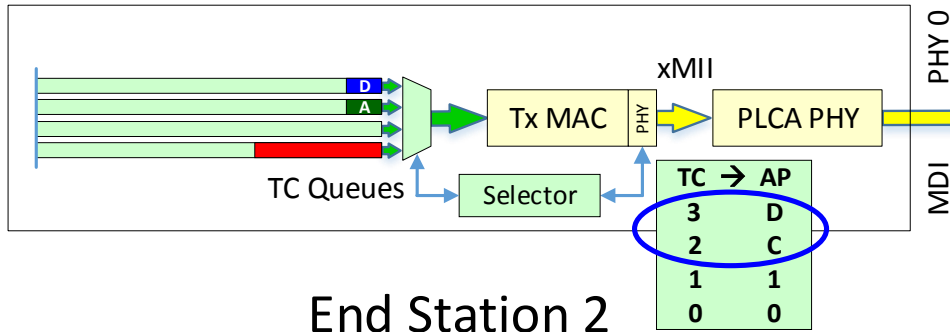 PHY 0
xMII
D
A
Tx MAC
PHY
PLCA PHY
MDI
TC Queues
Selector
TC → AP
3 D
2 C
1 1
0 0
End Station 2